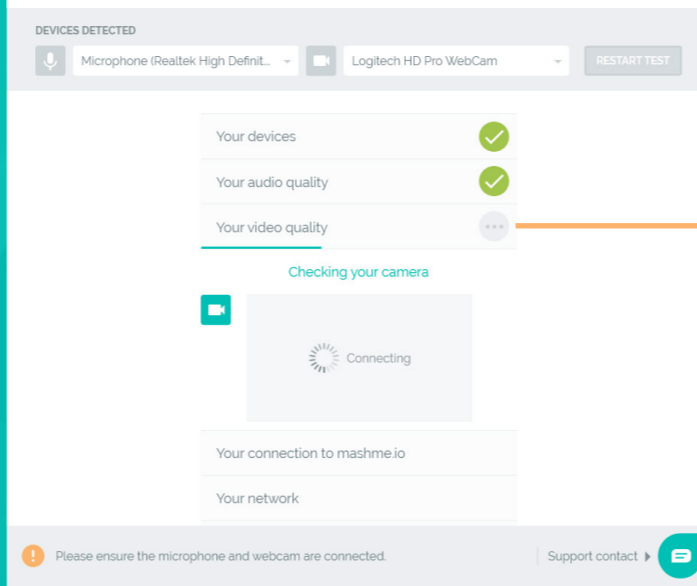 DEVICES DETECTED
Microphone (Realtek High Definit...
Logitech HD Pro WebCam
RESTART TEST
Your devices
Your audio quality
Your video quality
Checking your camera
Connecting
Your connection to mashme.io
Your network
Please ensure the microphone and webcam are connected.
Support contact